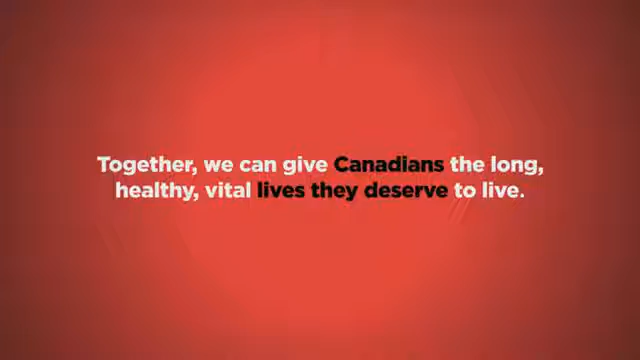 Together, we can give Canadians the long,
healthy, vital lives they deserve to live.